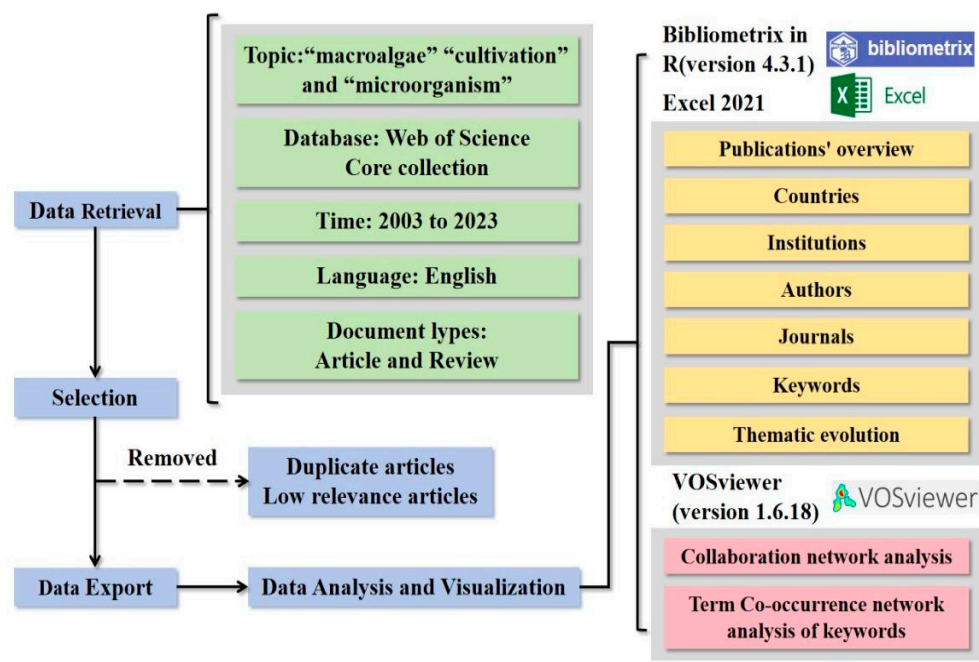 Data Retrieval
Topic:“macroalgae” “cultivation”
and “microorganism”
Database: Web of Science
Core collection
Time: 2003 to 2023
Language: English
Document lypes:
Article and Review
Selection
Removed
Duplicate articles
Low relevance articles
Data Export
Data Analysis and Visualization
Bibliometrix in
R(version 4.3.1)
bibliometrix
Excel 2021
Excel
Publications' overview
Countries
Institutions
Authors
Journals
Keywords
Thematic evolution
VOSviewer
(version 1.6.18)
VOSviewer
Collaboration network analysis
Term Co-occurrence network
analysis of keywords